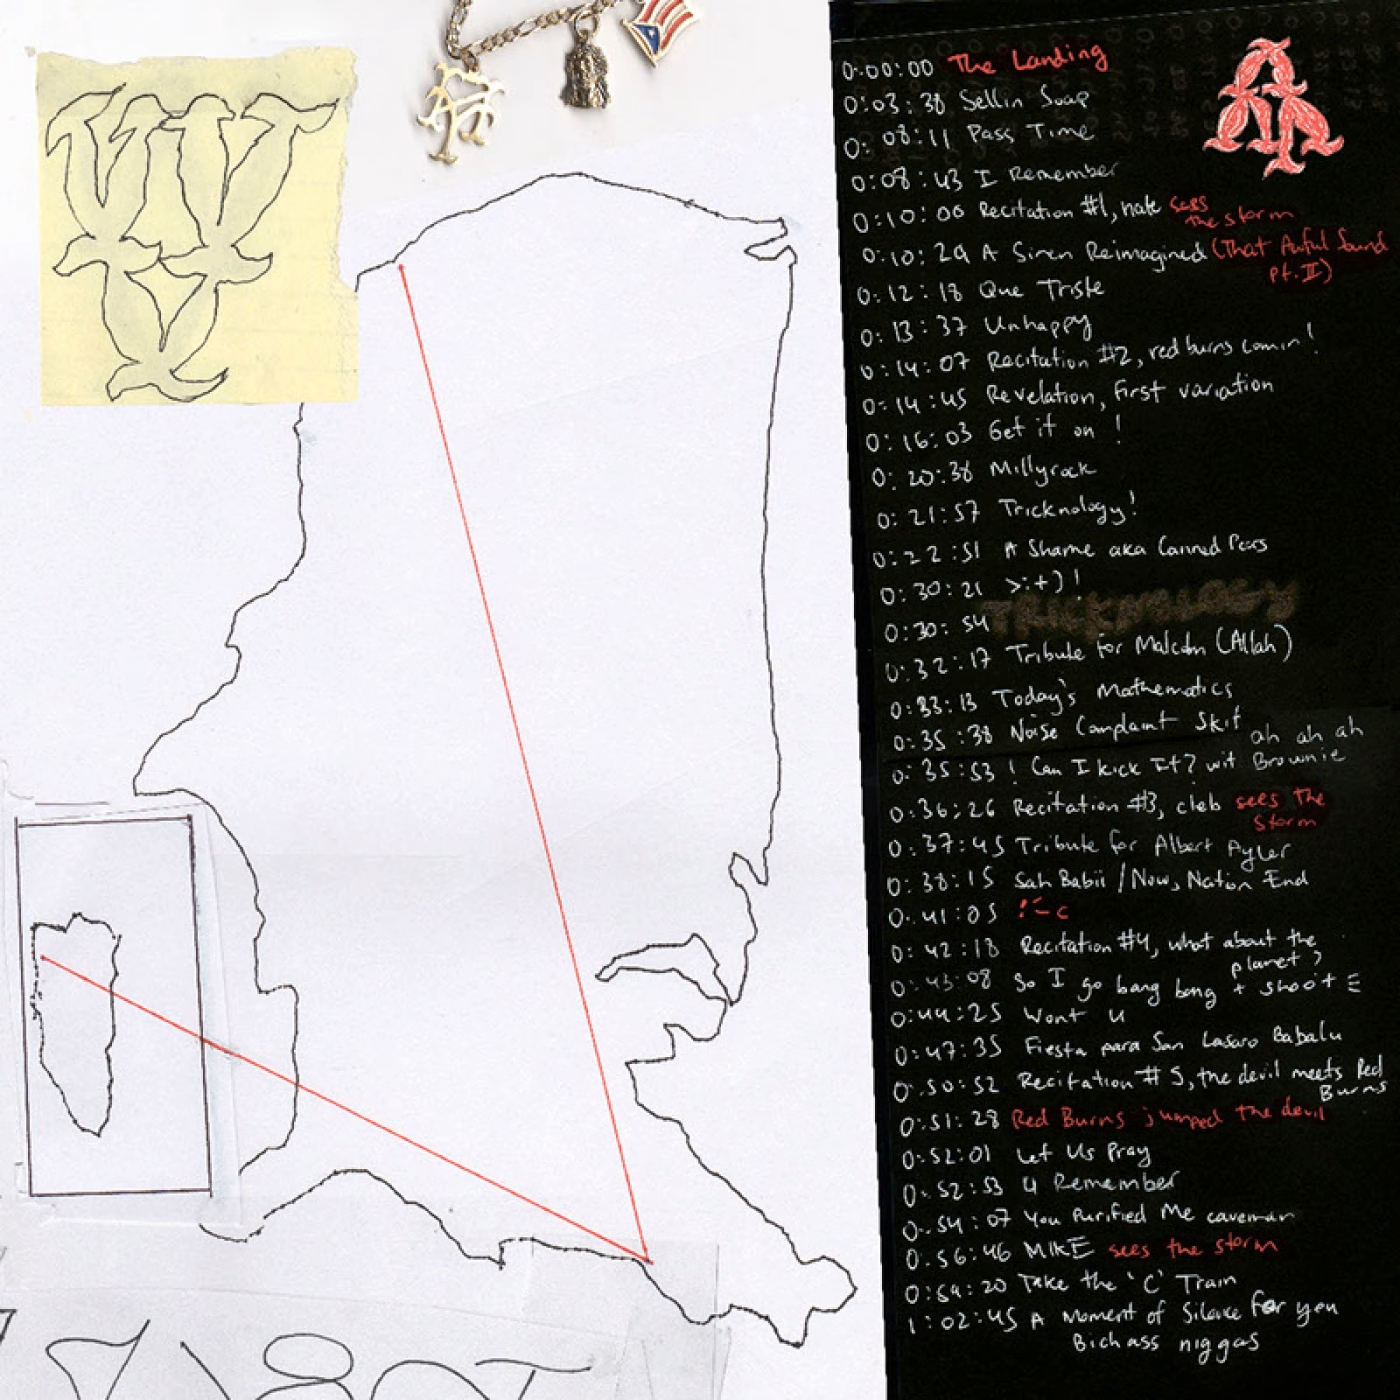 0:00:00 The Landing
0:03:38 Sellin Soap
0:08:11 Pass Time
0:08:43 I Remember
0:10:00 Recitation #1, nate sees
the storm
0:10:29 A Siren Reimagined (That Awful Sound
pt. II)
0:12:18 Que Triste
0:13:37 Unhappy
0:14:07 Recitation #2, red burns comin!
0:14:45 Revelation, First variation
0:16:03 Get it on !
0:20:38 Millyrock
0:21:57 Tricknology!
0:22:51 A Shame aka Canned Pears
0:30:21 >:+)!
0:30:54 TRICKNOLOGY
0:32:17 Tribute for Malcolm (Allah)
0:33:13 Today's Mathematics
0:35:38 Noise Complaint Skit
ah ah ah
0:35:53 ! Can I kick It? wit Brownie
0:36:26 Recitation #3, cleb sees the
storm
0:37:45 Tribute for Albert Ayler
0:38:15 Sah Babii / Now, Nation End
0:41:05 !'-c
0:42:18 Recitation #4, what about the
planet?
0:43:08 So I go bang bang + shoot E
0:44:25 Wont u
0:47:35 Fiesta para San Lasaro Babalu
0:50:52 Recitation #5, the devil meets Red
Burns
0:51:28 Red Burns jumped the devil
0:52:01 Let Us Pray
0:52:53 U Remember
0:54:07 You Purified Me caveman
0:56:46 MIKE sees the storm
0:59:20 Take the 'C' Train
1:02:45 A Moment of Silence for you
Bich ass niggas